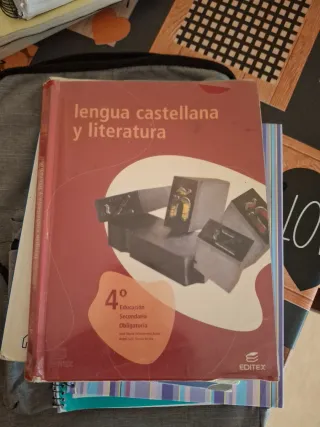 lengua castellana
y literatura
4º
Educación
Secundaria
Obligatoria
EDITEX